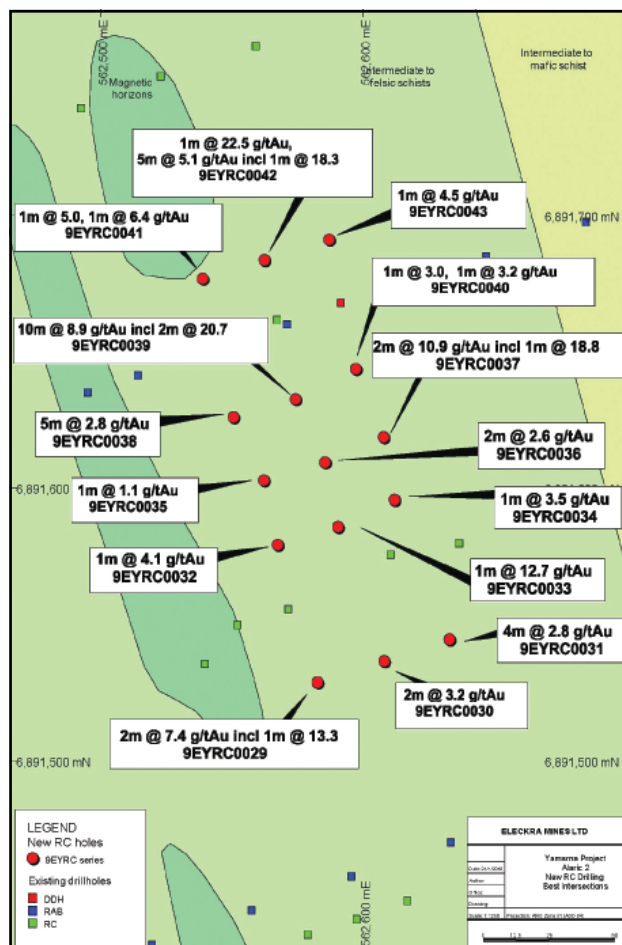 562,500 mE
562,600 mE
Magnetic
horizons
Intermediate to
felsic schists
Intermediate to
mafic schist
1m @ 22.5 g/tAu,
5m @ 5.1 g/tAu incl 1m @ 18.3
9EYRC0042
1m @ 4.5 g/tAu
9EYRC0043
1m @ 5.0, 1m @ 6.4 g/tAu
9EYRC0041
6,891,700 mN
1m @ 3.0, 1m @ 3.2 g/tAu
9EYRC0040
10m @ 8.9 g/tAu incl 2m @ 20.7
9EYRC0039
2m @ 10.9 g/tAu incl 1m @ 18.8
9EYRC0037
5m @ 2.8 g/tAu
9EYRC0038
2m @ 2.6 g/tAu
9EYRC0036
6,891,600
1m @ 1.1 g/tAu
9EYRC0035
1m @ 3.5 g/tAu
9EYRC0034
1m @ 4.1 g/tAu
9EYRC0032
1m @ 12.7 g/tAu
9EYRC0033
4m @ 2.8 g/tAu
9EYRC0031
2m @ 3.2 g/tAu
9EYRC0030
2m @ 7.4 g/tAu incl 1m @ 13.3
9EYRC0029
6,891,500 mN
6,891,500 mN
LEGEND
New RC holes
9EYRC series
Existing drillholes
DDH
RAB
RC
562,600 mE
ELECKRA MINES LTD
Yamarna Project
Alaric 2
New RC Drilling
Best Intersections